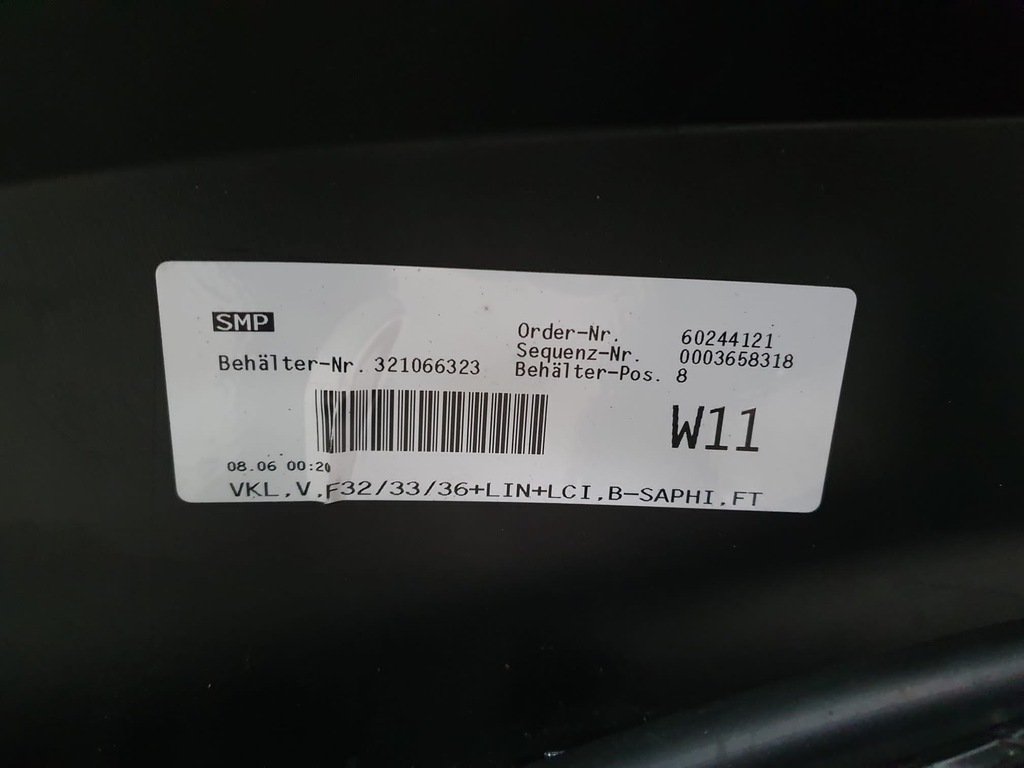 SMP
Order-Nr. 60244121
Sequenz-Nr. 0003658318
Behälter-Nr. 321066323
Behälter-Pos. 8
W11
08.06 00:20
VKL,V,F32/33/36+LIN+LCI,B-SAPHI,FT